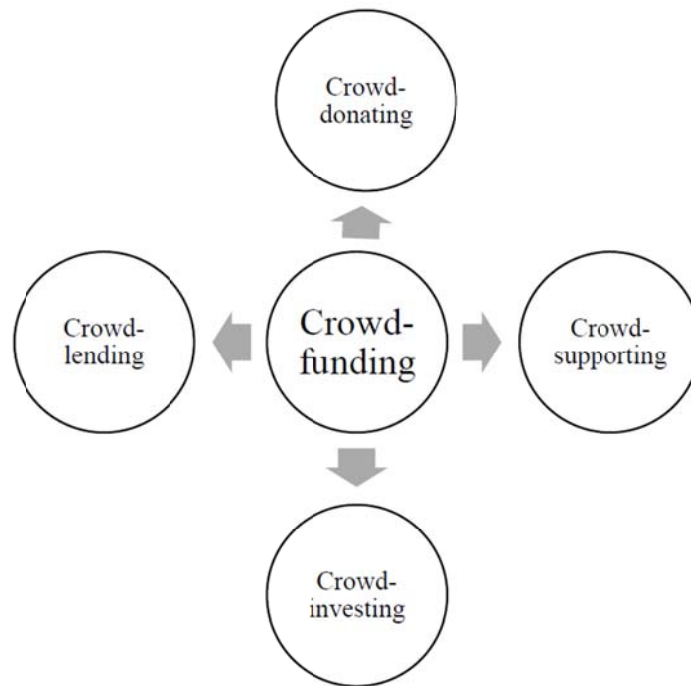 Crowd-
donating
Crowd-
lending
Crowd-
funding
Crowd-
supporting
Crowd-
investing